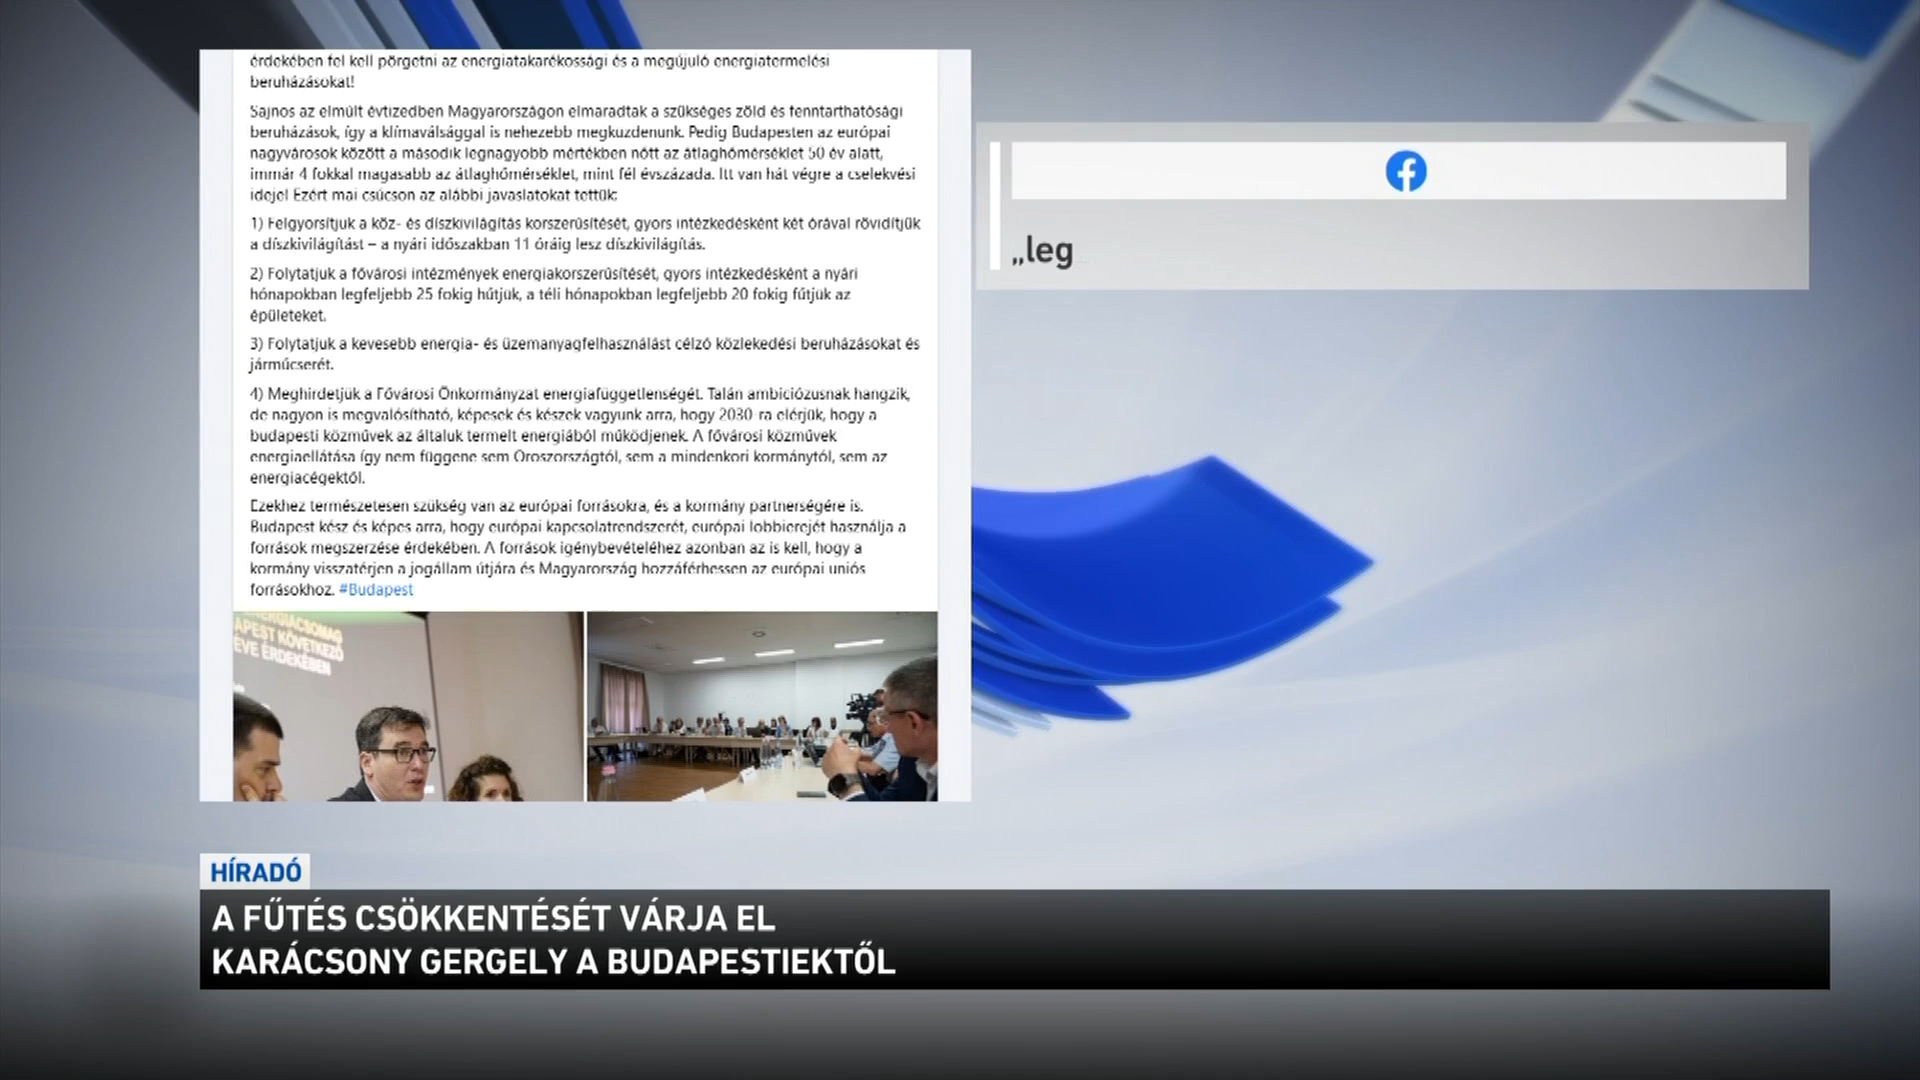 érdekében fel kell pörgetni az energiatakarékossági és a megújuló energiatermelési
beruházásokat!
Sajnos az elmúlt évtizedben Magyarországon elmaradtak a szükséges zöld és fenntarthatósági
beruházások, így a klímaválsággal is nehezebb megküzdenünk. Pedig Budapesten az európai
nagyvárosok között a második legnagyobb mértékben nőtt az átlaghőmérséklet 50 év alatt,
immár 4 fokkal magasabb az átlaghőmérséklet, mint fél évszázada. Itt van hát végre a cselekvési
ideje! Ezért mai csúcson az alábbi javaslatokat tettük:
1) Felgyorsítjuk a köz- és díszkivilágítás korszerűsítését, gyors intézkedésként két órával rövidítjük
a díszkivilágítást – a nyári időszakban 11 óráig lesz díszkivilágítás.
2) Folytatjuk a fővárosi intézmények energiakorszerűsítését, gyors intézkedésként a nyári
hónapokban legfeljebb 25 fokig hűtjük, a téli hónapokban legfeljebb 20 fokig fűtjük az
épületeket.
3) Folytatjuk a kevesebb energia- és üzemanyagfelhasználást célzó közlekedési beruházásokat és
járműcserét.
4) Meghirdetjük a Fővárosi Önkormányzat energiafüggetlenségét. Talán ambiciózusnak hangzik,
de nagyon is megvalósítható, képesek és készek vagyunk arra, hogy 2030-ra elérjük, hogy a
budapesti közművek az általuk termelt energiából működjenek. A fővárosi közművek
energiaellátása így nem függene sem Oroszországtól, sem a mindenkori kormánytól, sem az
energiacégektől.
Ezekhez természetesen szükség van az európai forrásokra, és a kormány partnerségére is.
Budapest kész és képes arra, hogy európai kapcsolatrendszerét, európai lobbierejét használja a
források megszerzése érdekében. A források igénybevételéhez azonban az is kell, hogy a
kormány visszatérjen a jogállam útjára és Magyarország hozzáférhessen az európai uniós
forrásokhoz. #Budapest
ENERGIACSOMAG
APEST KÖVETKEZŐ
ÉVE ÉRDEKÉBEN
„leg
HÍRADÓ
A FŰTÉS CSÖKKENTÉSÉT VÁRJA EL
KARÁCSONY GERGELY A BUDAPESTIEKTŐL